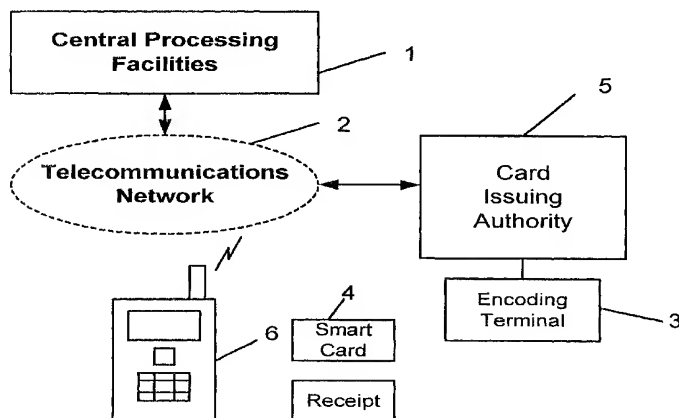 Central Processing
Facilities
1
2
5
Telecommunications
Network
Card
Issuing
Authority
4
6
Smart
Card
Encoding
Terminal
3
Receipt